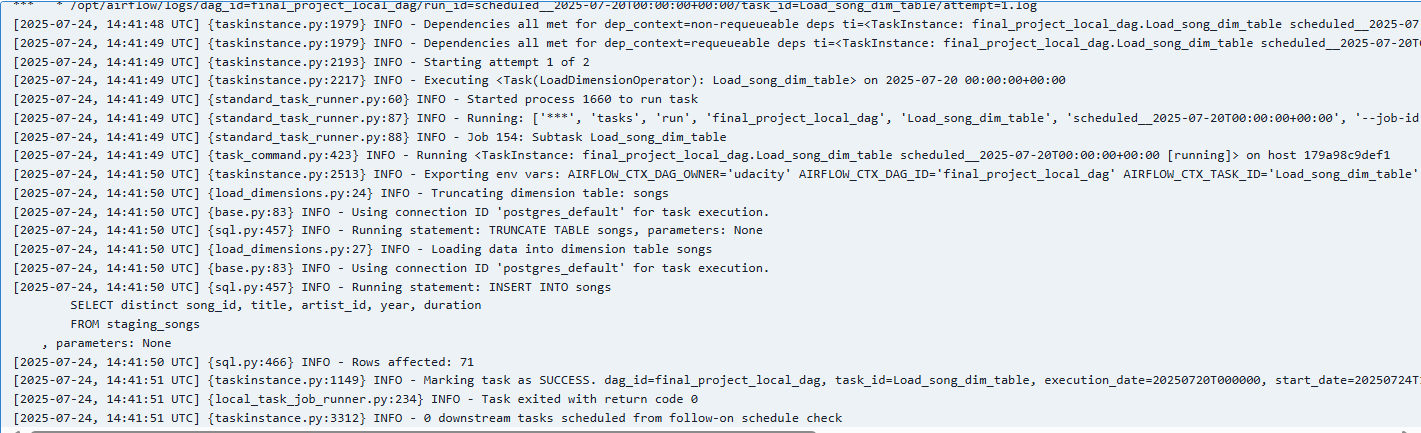 ***   * /opt/airflow/logs/dag_id=final_project_local_dag/run_id=scheduled__2025-07-20T00:00:00+00:00/task_id=Load_song_dim_table/attempt=1.log
[2025-07-24, 14:41:48 UTC] {taskinstance.py:1979} INFO - Dependencies all met for dep_context=non-requeueable deps ti=<TaskInstance: final_project_local_dag.Load_song_dim_table scheduled__2025-07-2
[2025-07-24, 14:41:49 UTC] {taskinstance.py:1979} INFO - Dependencies all met for dep_context=requeueable deps ti=<TaskInstance: final_project_local_dag.Load_song_dim_table scheduled__2025-07-20T
[2025-07-24, 14:41:49 UTC] {taskinstance.py:2193} INFO - Starting attempt 1 of 2
[2025-07-24, 14:41:49 UTC] {taskinstance.py:2217} INFO - Executing <Task(LoadDimensionOperator): Load_song_dim_table> on 2025-07-20 00:00:00+00:00
[2025-07-24, 14:41:49 UTC] {standard_task_runner.py:60} INFO - Started process 1660 to run task
[2025-07-24, 14:41:49 UTC] {standard_task_runner.py:87} INFO - Running: ['***', 'tasks', 'run', 'final_project_local_dag', 'Load_song_dim_table', 'scheduled__2025-07-20T00:00:00+00:00', '--job-id
[2025-07-24, 14:41:49 UTC] {standard_task_runner.py:88} INFO - Job 154: Subtask Load_song_dim_table
[2025-07-24, 14:41:49 UTC] {task_command.py:423} INFO - Running <TaskInstance: final_project_local_dag.Load_song_dim_table scheduled__2025-07-20T00:00:00+00:00 [running]> on host 179a98c9def1
[2025-07-24, 14:41:50 UTC] {taskinstance.py:2513} INFO - Exporting env vars: AIRFLOW_CTX_DAG_OWNER='udacity' AIRFLOW_CTX_DAG_ID='final_project_local_dag' AIRFLOW_CTX_TASK_ID='Load_song_dim_table'
[2025-07-24, 14:41:50 UTC] {load_dimensions.py:24} INFO - Truncating dimension table: songs
[2025-07-24, 14:41:50 UTC] {base.py:83} INFO - Using connection ID 'postgres_default' for task execution.
[2025-07-24, 14:41:50 UTC] {sql.py:457} INFO - Running statement: TRUNCATE TABLE songs, parameters: None
[2025-07-24, 14:41:50 UTC] {load_dimensions.py:27} INFO - Loading data into dimension table songs
[2025-07-24, 14:41:50 UTC] {base.py:83} INFO - Using connection ID 'postgres_default' for task execution.
[2025-07-24, 14:41:50 UTC] {sql.py:457} INFO - Running statement: INSERT INTO songs
SELECT distinct song_id, title, artist_id, year, duration
FROM staging_songs
, parameters: None
[2025-07-24, 14:41:50 UTC] {sql.py:466} INFO - Rows affected: 71
[2025-07-24, 14:41:51 UTC] {taskinstance.py:1149} INFO - Marking task as SUCCESS. dag_id=final_project_local_dag, task_id=Load_song_dim_table, execution_date=20250720T000000, start_date=20250724T
[2025-07-24, 14:41:51 UTC] {local_task_job_runner.py:234} INFO - Task exited with return code 0
[2025-07-24, 14:41:51 UTC] {taskinstance.py:3312} INFO - 0 downstream tasks scheduled from follow-on schedule check